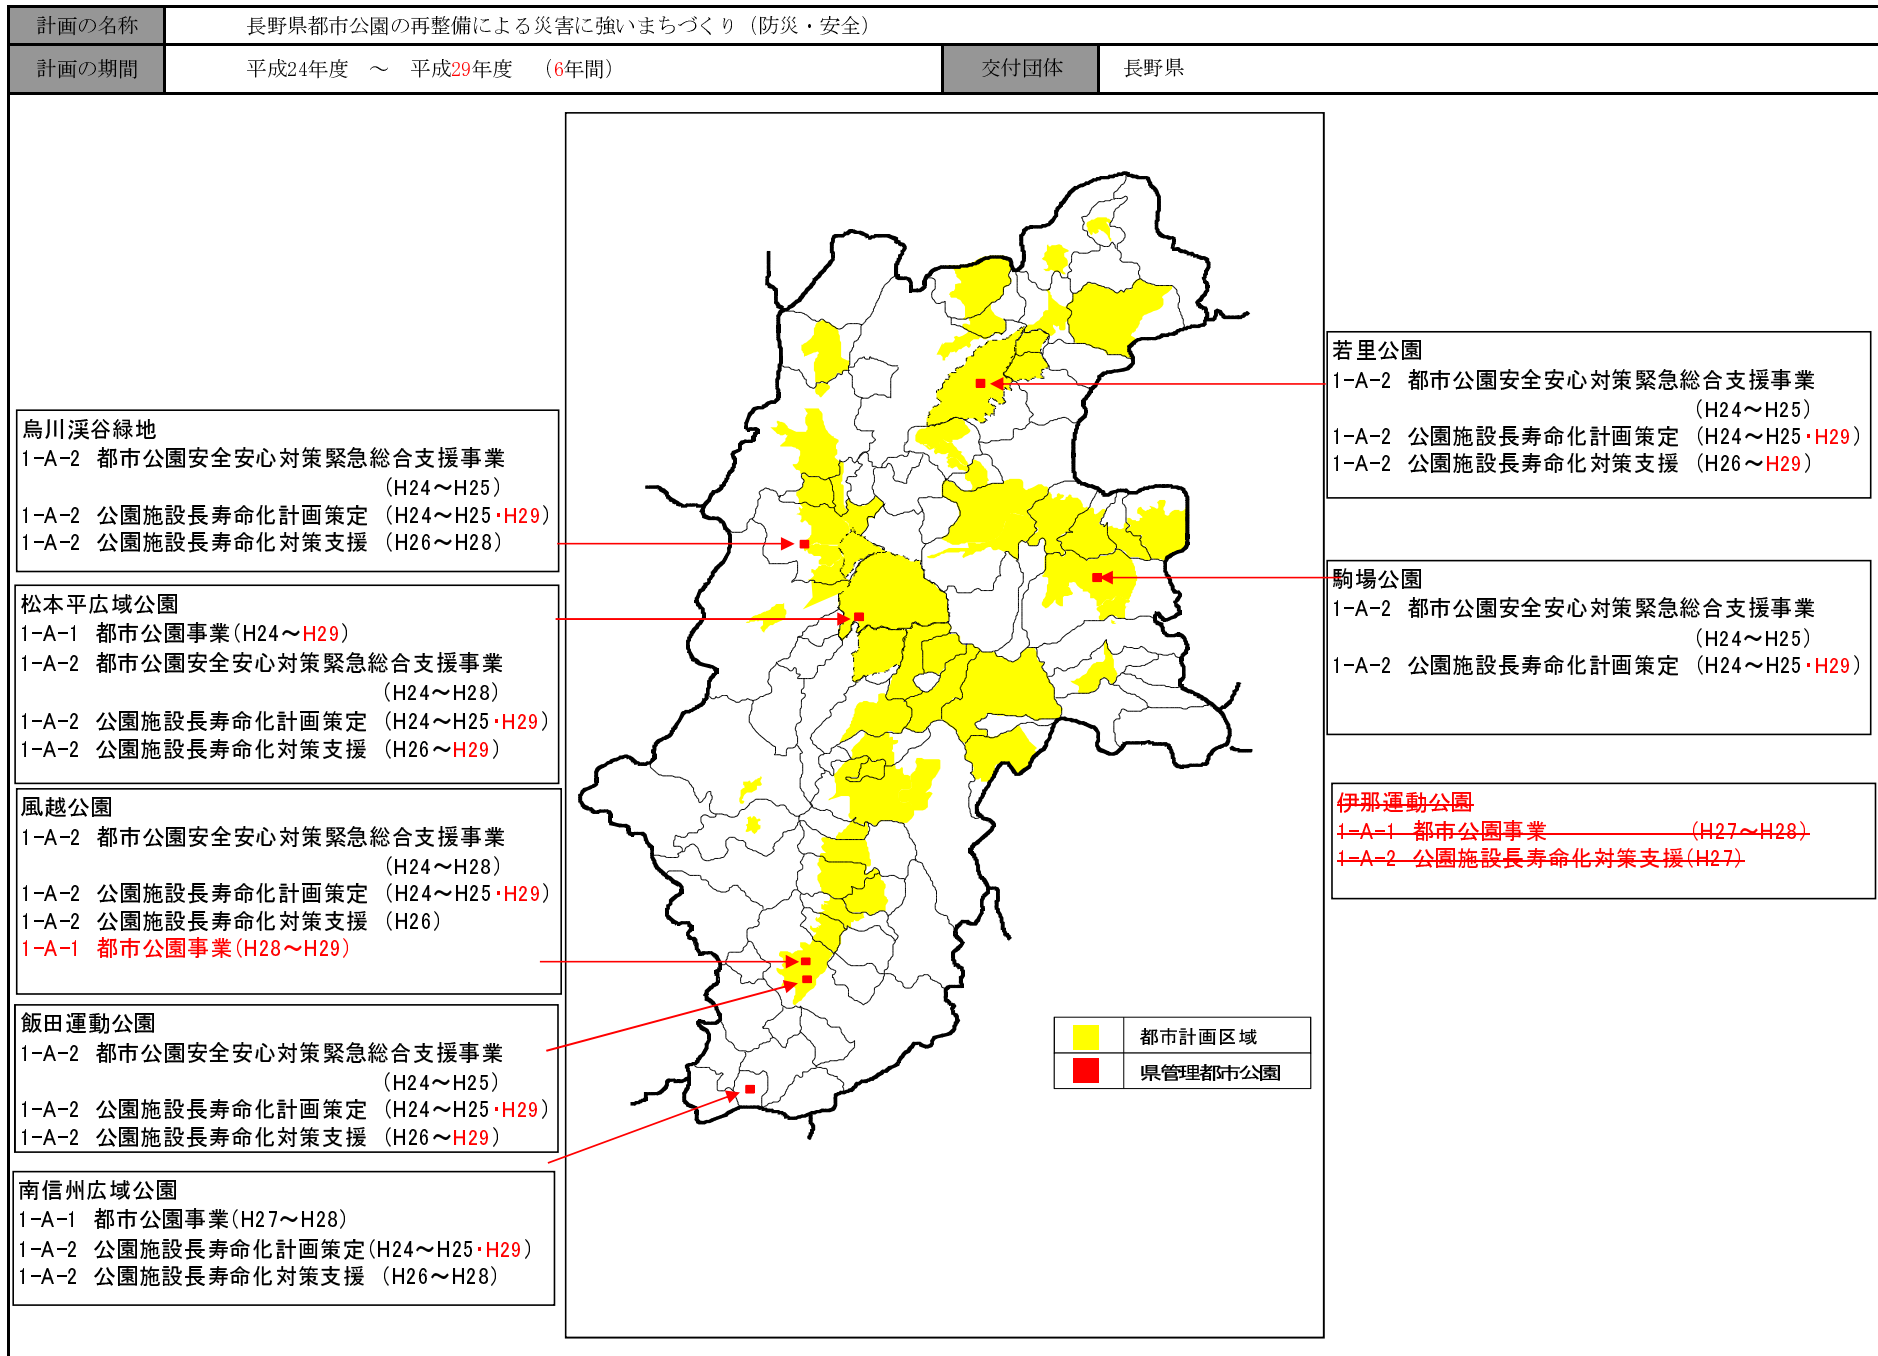 計画の名称 長野県都市公園の再整備による災害に強いまちづくり（防災・安全）
計画の期間 平成24年度 ～ 平成29年度 （6年間） 交付団体 長野県
烏川渓谷緑地
1-A-2 都市公園安全安心対策緊急総合支援事業
（H24～H25）
1-A-2 公園施設長寿命化計画策定 （H24～H25・H29）
1-A-2 公園施設長寿命化対策支援 （H26～H28）
松本平広域公園
1-A-1 都市公園事業（H24～H29）
1-A-2 都市公園安全安心対策緊急総合支援事業
（H24～H28）
1-A-2 公園施設長寿命化計画策定 （H24～H25・H29）
1-A-2 公園施設長寿命化対策支援 （H26～H29）
風越公園
1-A-2 都市公園安全安心対策緊急総合支援事業
（H24～H28）
1-A-2 公園施設長寿命化計画策定 （H24～H25・H29）
1-A-2 公園施設長寿命化対策支援 （H26）
1-A-1 都市公園事業（H28～H29）
飯田運動公園
1-A-2 都市公園安全安心対策緊急総合支援事業
（H24～H25）
1-A-2 公園施設長寿命化計画策定 （H24～H25・H29）
1-A-2 公園施設長寿命化対策支援 （H26～H29）
南信州広域公園
1-A-1 都市公園事業（H27～H28）
1-A-2 公園施設長寿命化計画策定（H24～H25・H29）
1-A-2 公園施設長寿命化対策支援 （H26～H28）
若里公園
1-A-2 都市公園安全安心対策緊急総合支援事業
（H24～H25）
1-A-2 公園施設長寿命化計画策定 （H24～H25・H29）
1-A-2 公園施設長寿命化対策支援 （H26～H29）
駒場公園
1-A-2 都市公園安全安心対策緊急総合支援事業
（H24～H25）
1-A-2 公園施設長寿命化計画策定 （H24～H25・H29）
伊那運動公園
1-A-1 都市公園事業 （H27～H28）
1-A-2 公園施設長寿命化対策支援（H27）
都市計画区域
県管理都市公園